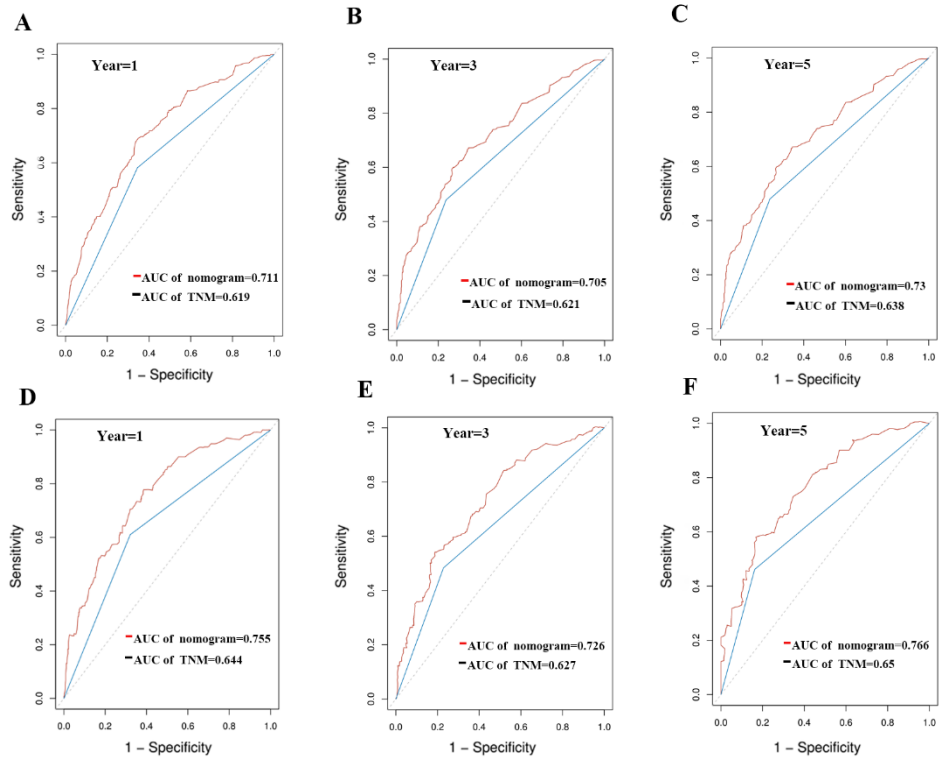 A
Year=1
Sensitivity
1.0
0.8
0.6
0.4
0.2
0.0
AUC of nomogram=0.711
AUC of TNM=0.619
0.0 0.2 0.4 0.6 0.8 1.0
1 − Specificity
B
Year=3
Sensitivity
1.0
0.8
0.6
0.4
0.2
0.0
AUC of nomogram=0.705
AUC of TNM=0.621
0.0 0.2 0.4 0.6 0.8 1.0
1 − Specificity
C
Year=5
Sensitivity
1.0
0.8
0.6
0.4
0.2
0.0
AUC of nomogram=0.73
AUC of TNM=0.638
0.0 0.2 0.4 0.6 0.8 1.0
1 − Specificity
D
Year=1
Sensitivity
1.0
0.8
0.6
0.4
0.2
0.0
AUC of nomogram=0.755
AUC of TNM=0.644
0.0 0.2 0.4 0.6 0.8 1.0
1 − Specificity
E
Year=3
Sensitivity
1.0
0.8
0.6
0.4
0.2
0.0
AUC of nomogram=0.726
AUC of TNM=0.627
0.0 0.2 0.4 0.6 0.8 1.0
1 − Specificity
F
Year=5
Sensitivity
1.0
0.8
0.6
0.4
0.2
0.0
AUC of nomogram=0.766
AUC of TNM=0.65
0.0 0.2 0.4 0.6 0.8 1.0
1 − Specificity